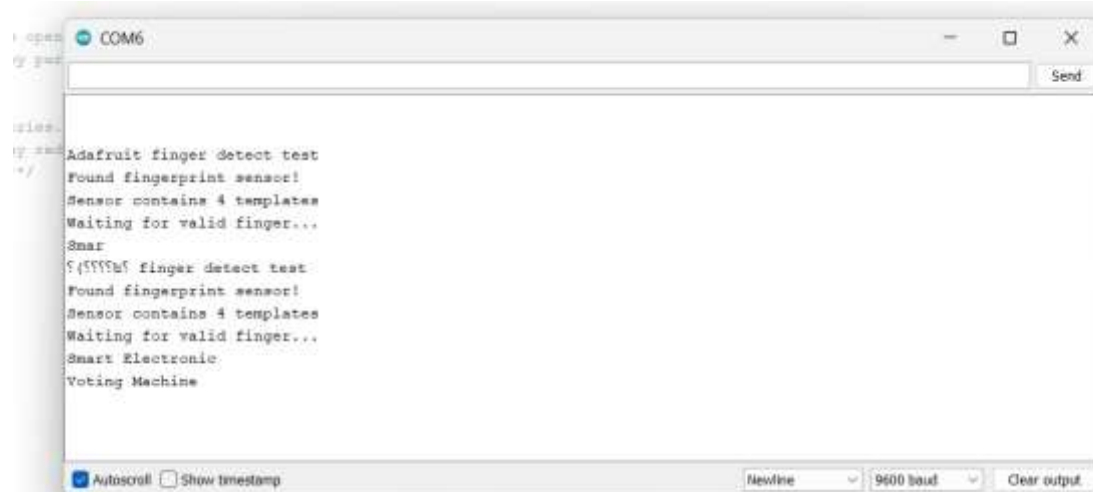 COM6
Send
Adafruit finger detect test
Found fingerprint sensor!
Sensor contains 4 templates
Waiting for valid finger...
Smar
finger detect test
Found fingerprint sensor!
Sensor contains 4 templates
Waiting for valid finger...
Smart Electronic
Voting Machine
Autoscroll Show timestamp Newline 9600 baud Clear output